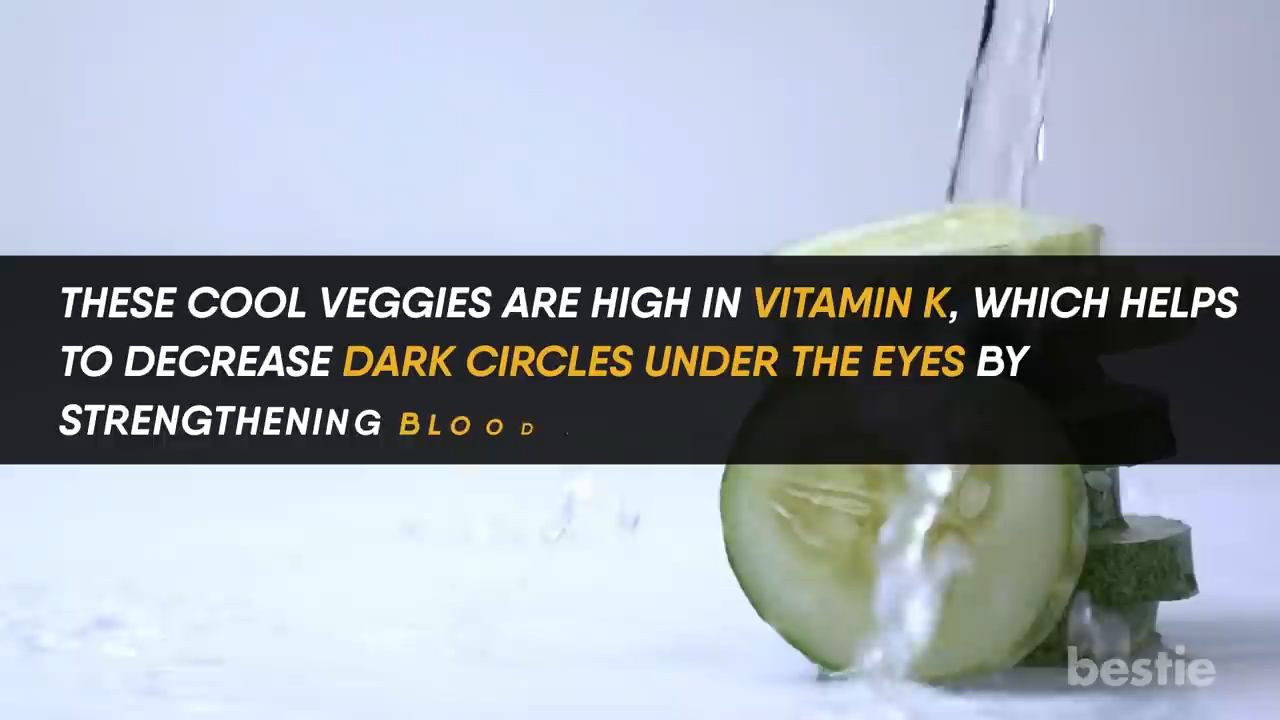 THESE COOL VEGGIES ARE HIGH IN VITAMIN K, WHICH HELPS
TO DECREASE DARK CIRCLES UNDER THE EYES BY
STRENGTHENING BLOOD
bestie